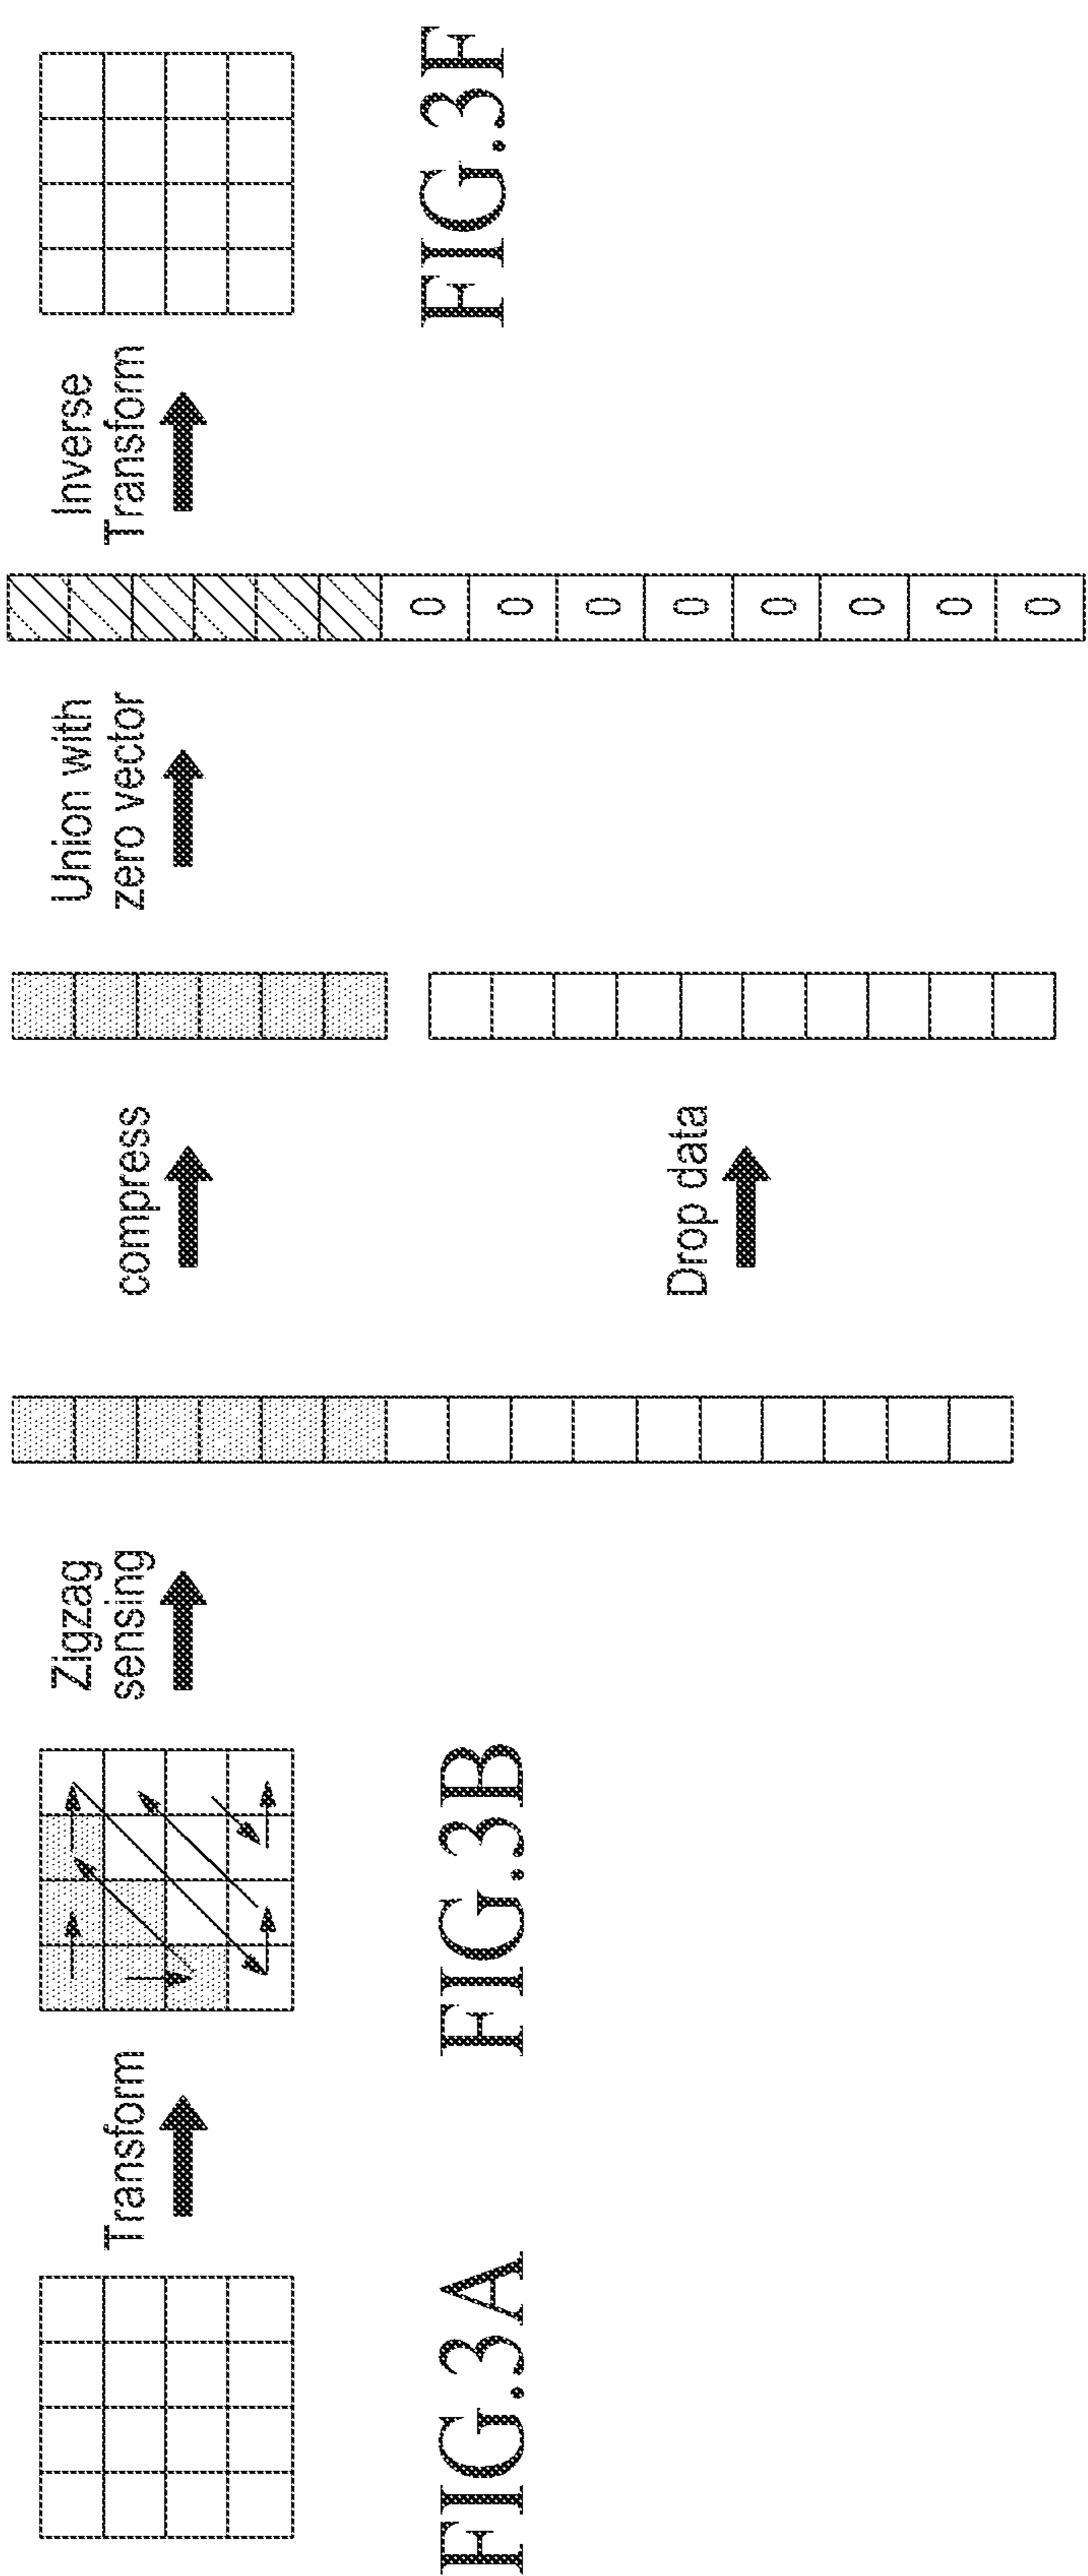 Transform
Zigzag
sensing
compress
Drop data
Union with
zero vector
0
0
0
0
0
0
0
0
Inverse
Transform
FIG.3A
FIG.3B
FIG.3F